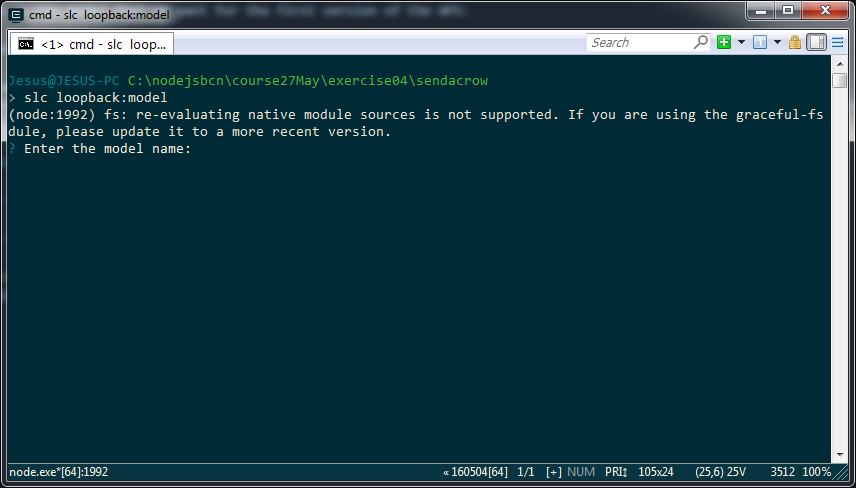 cmd - slc  loopback:model
<1> cmd - slc  loop...
Search
Jesus@JESUS-PC C:\nodejsbcn\course27May\exercise04\sendacrow
> slc loopback:model
(node:1992) fs: re-evaluating native module sources is not supported. If you are using the graceful-fs
dule, please update it to a more recent version.
? Enter the model name:
node.exe*[64]:1992 « 160504[64] 1/1 [+] NUM PRI↕ 105x24 (25,6) 25V 3512 100%